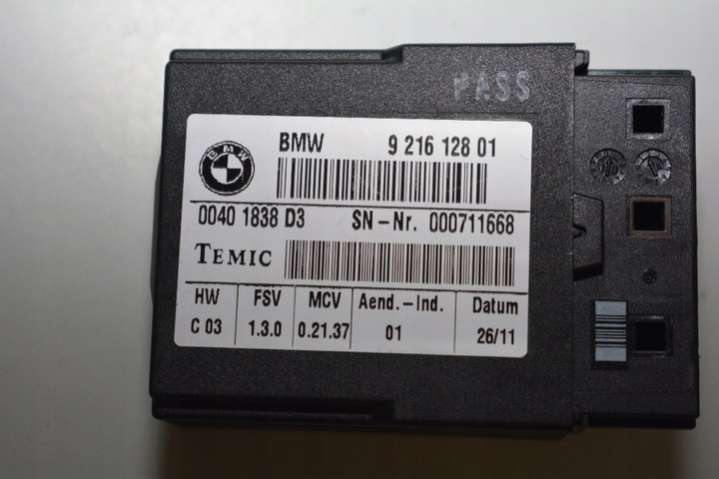 PASS
BMW 9 216 128 01
BMW
0040 1838 D3 SN-Nr. 000711668
TEMIC
HW FSV MCV Aend.-Ind. Datum
C 03 1.3.0 0.21.37 01 26/11